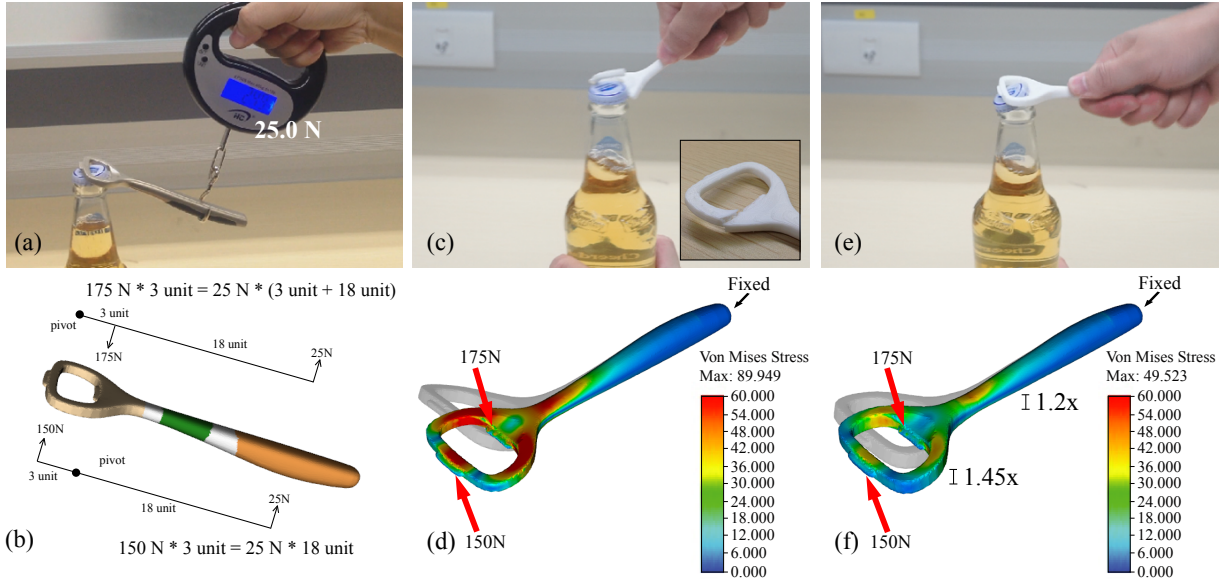 25.0 N
(a)
(c)
(e)
175 N * 3 unit = 25 N * (3 unit + 18 unit)
pivot
3 unit
175N
18 unit
25N
150N
3 unit
pivot
18 unit
25N
150 N * 3 unit = 25 N * 18 unit
(b)
Fixed
175N
150N
Von Mises Stress
Max: 89.949
60.000
54.000
48.000
42.000
36.000
30.000
24.000
18.000
12.000
6.000
0.000
(d)
Fixed
175N
1.2x
1.45x
150N
Von Mises Stress
Max: 49.523
60.000
54.000
48.000
42.000
36.000
30.000
24.000
18.000
12.000
6.000
0.000
(f)